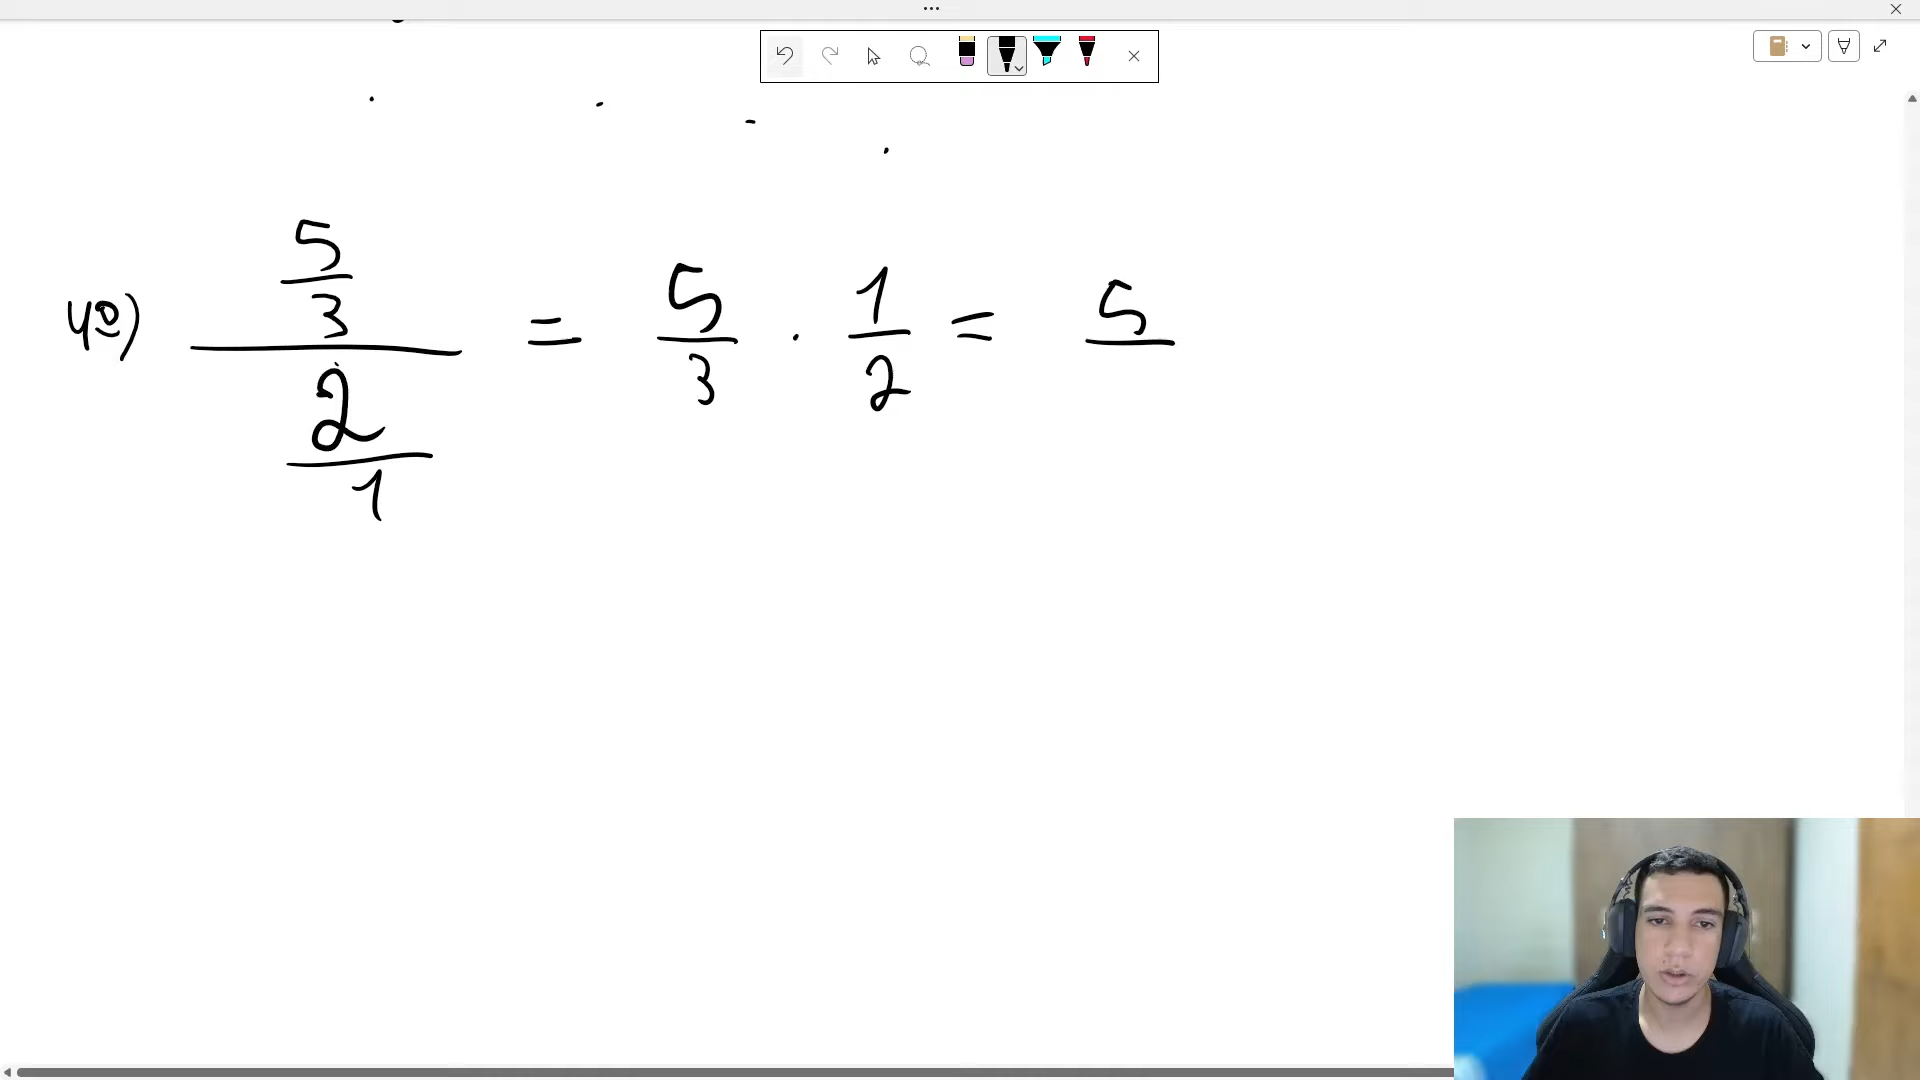 4º) 5/3 / 2/1 = 5/3 · 1/2 = 5/